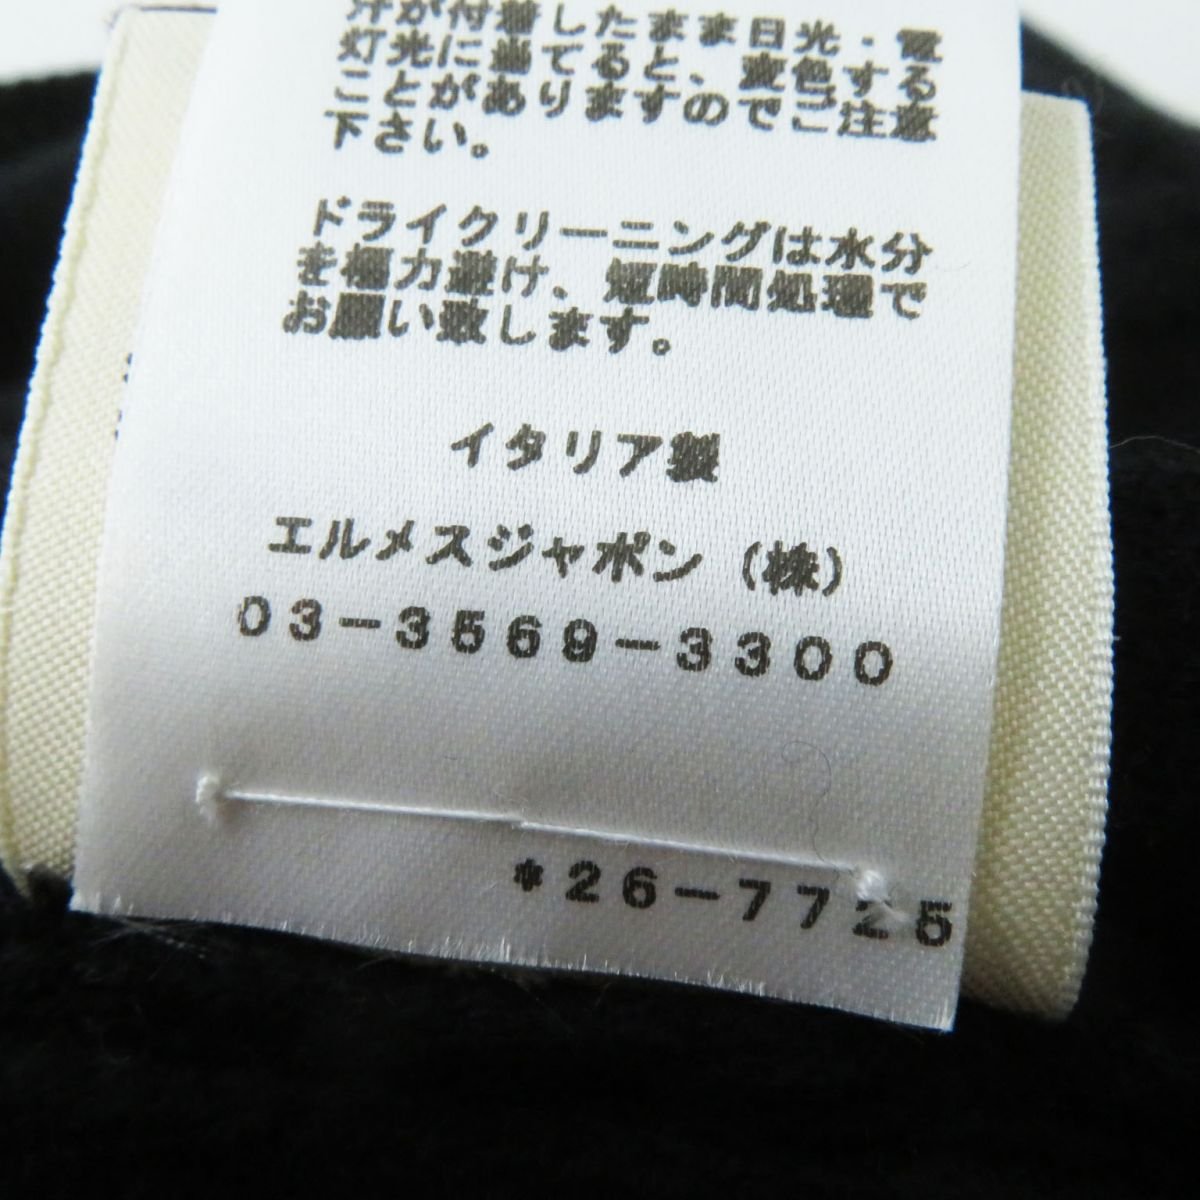 汗が付着したまま日光・電
灯光に当てると、変色する
ことがありますのでご注意
下さい。
ドライクリーニングは水分
を極力避け、短時間処理で
お願い致します。
イタリア製
エルメスジャポン（株）
03-3569-3300
*26-7725